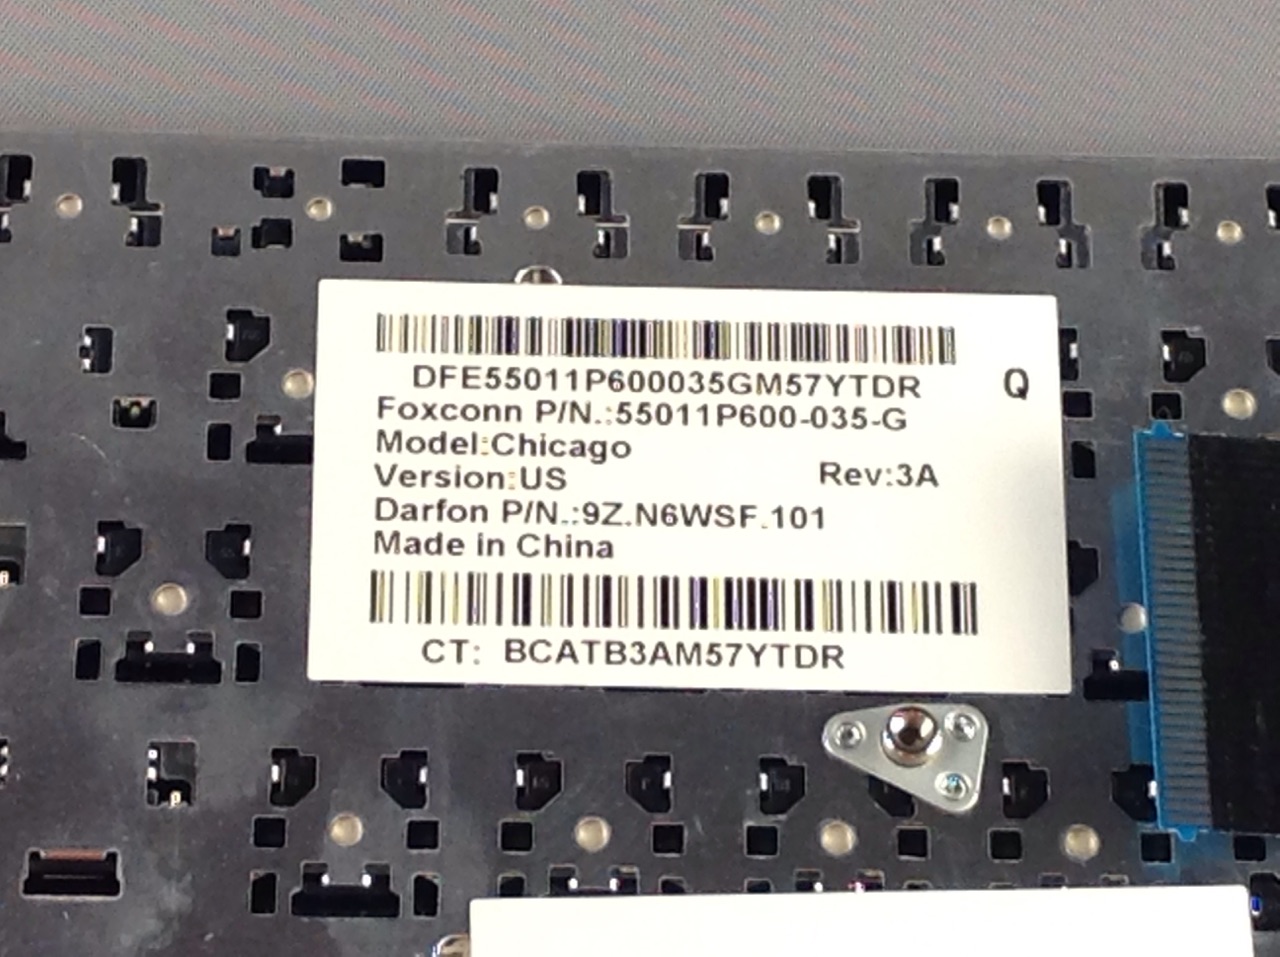 DFE55011P600035GM57YTDR
Q
Foxconn P/N.:55011P600-035-G
Model:Chicago
Version:US Rev:3A
Darfon P/N.:9Z.N6WSF.101
Made in China
CT: BCATB3AM57YTDR